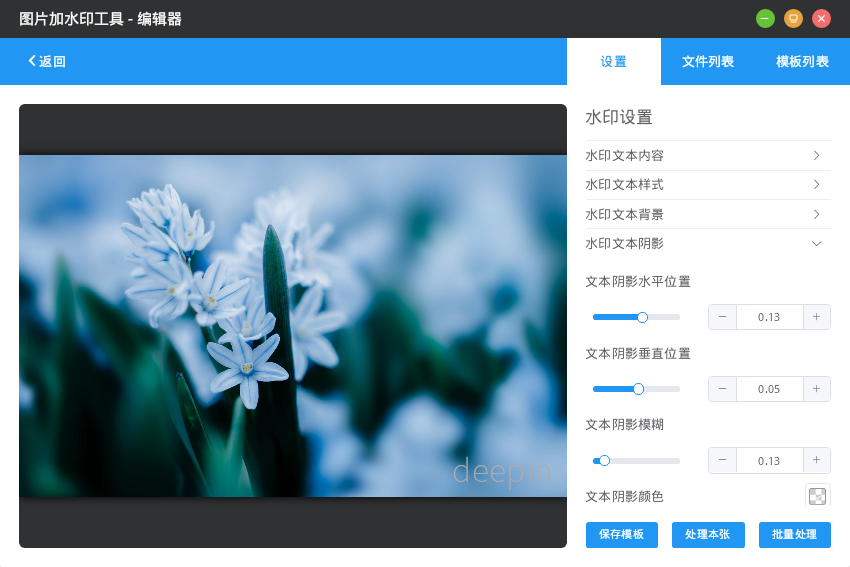 图片加水印工具 - 编辑器
返回
设置
文件列表
模板列表
水印设置
水印文本内容
水印文本样式
水印文本背景
水印文本阴影
文本阴影水平位置
0.13
文本阴影垂直位置
0.05
文本阴影模糊
0.13
文本阴影颜色
deepin
保存模板
处理本张
批量处理